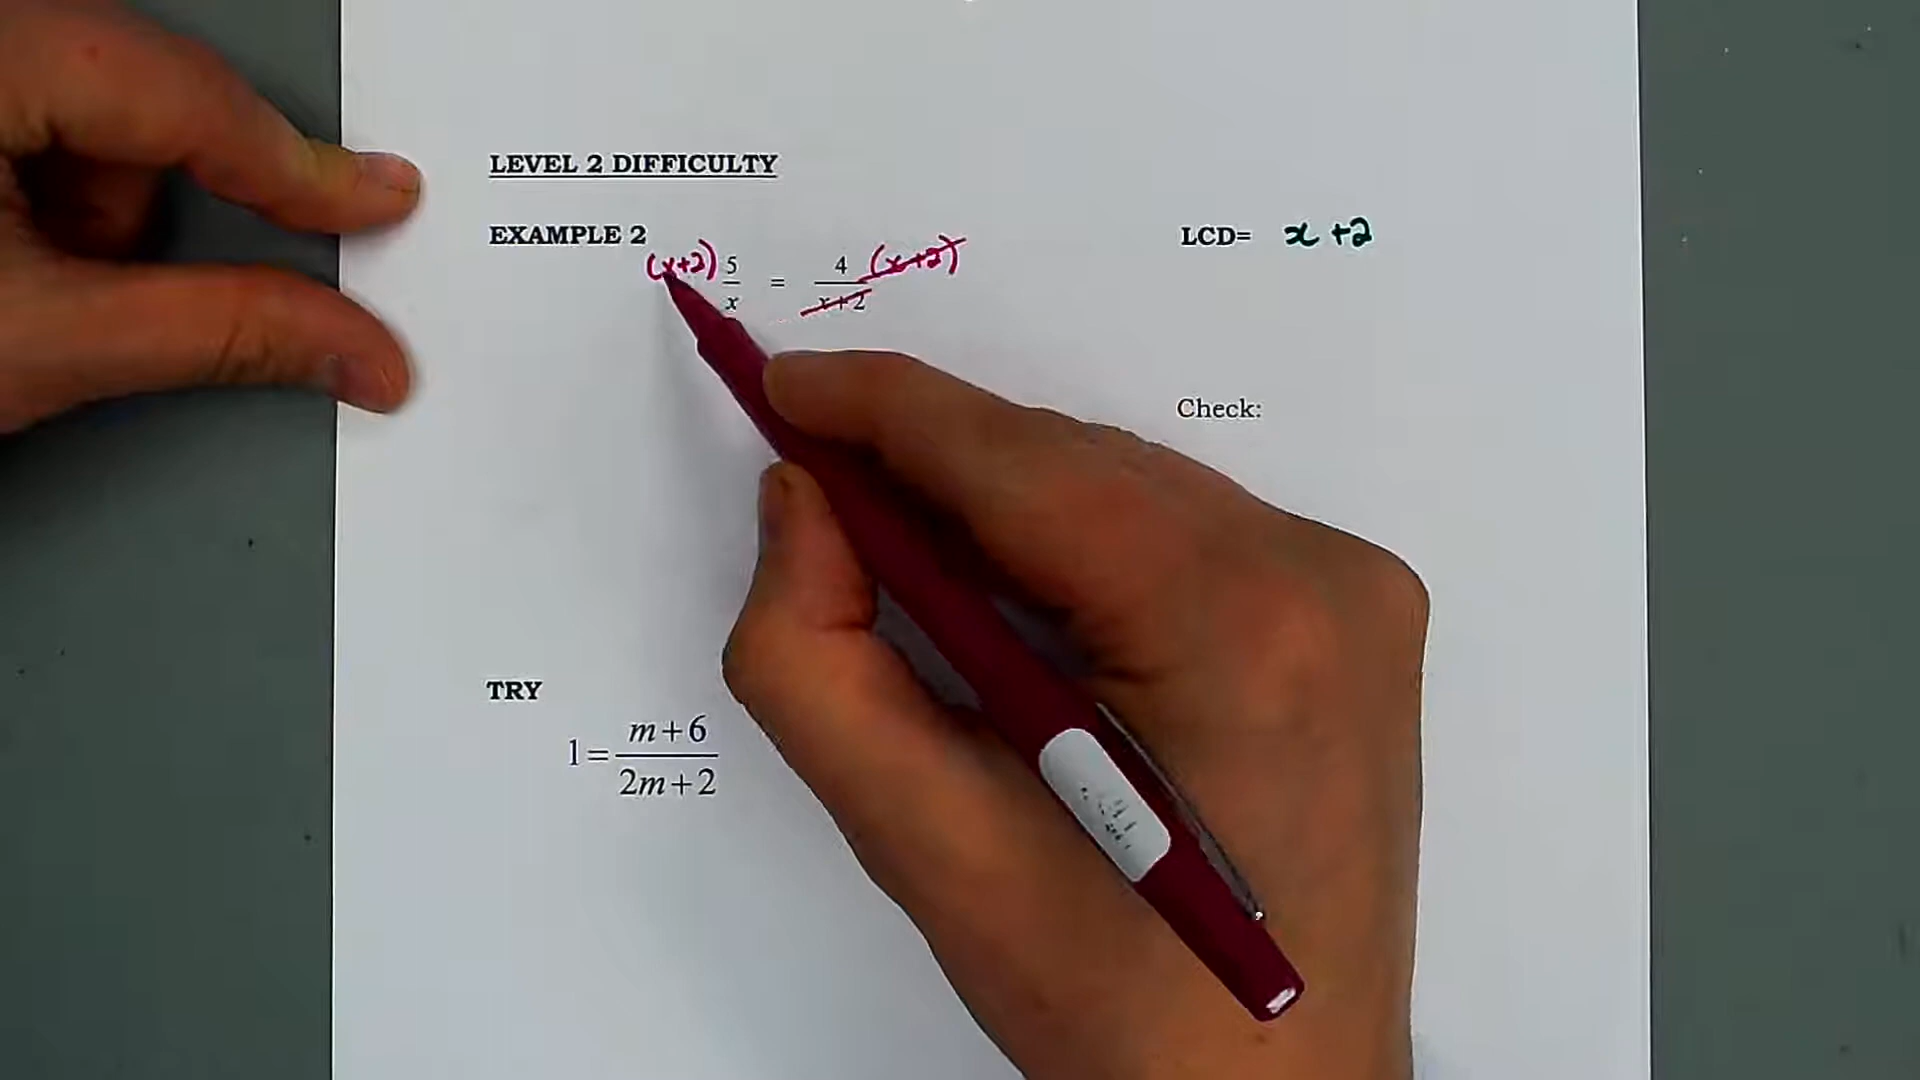 LEVEL 2 DIFFICULTY
EXAMPLE 2
LCD= x+2
(x+2) 5/x = 4/(x+2) (x+2)
Check:
TRY
1 = (m+6)/(2m+2)